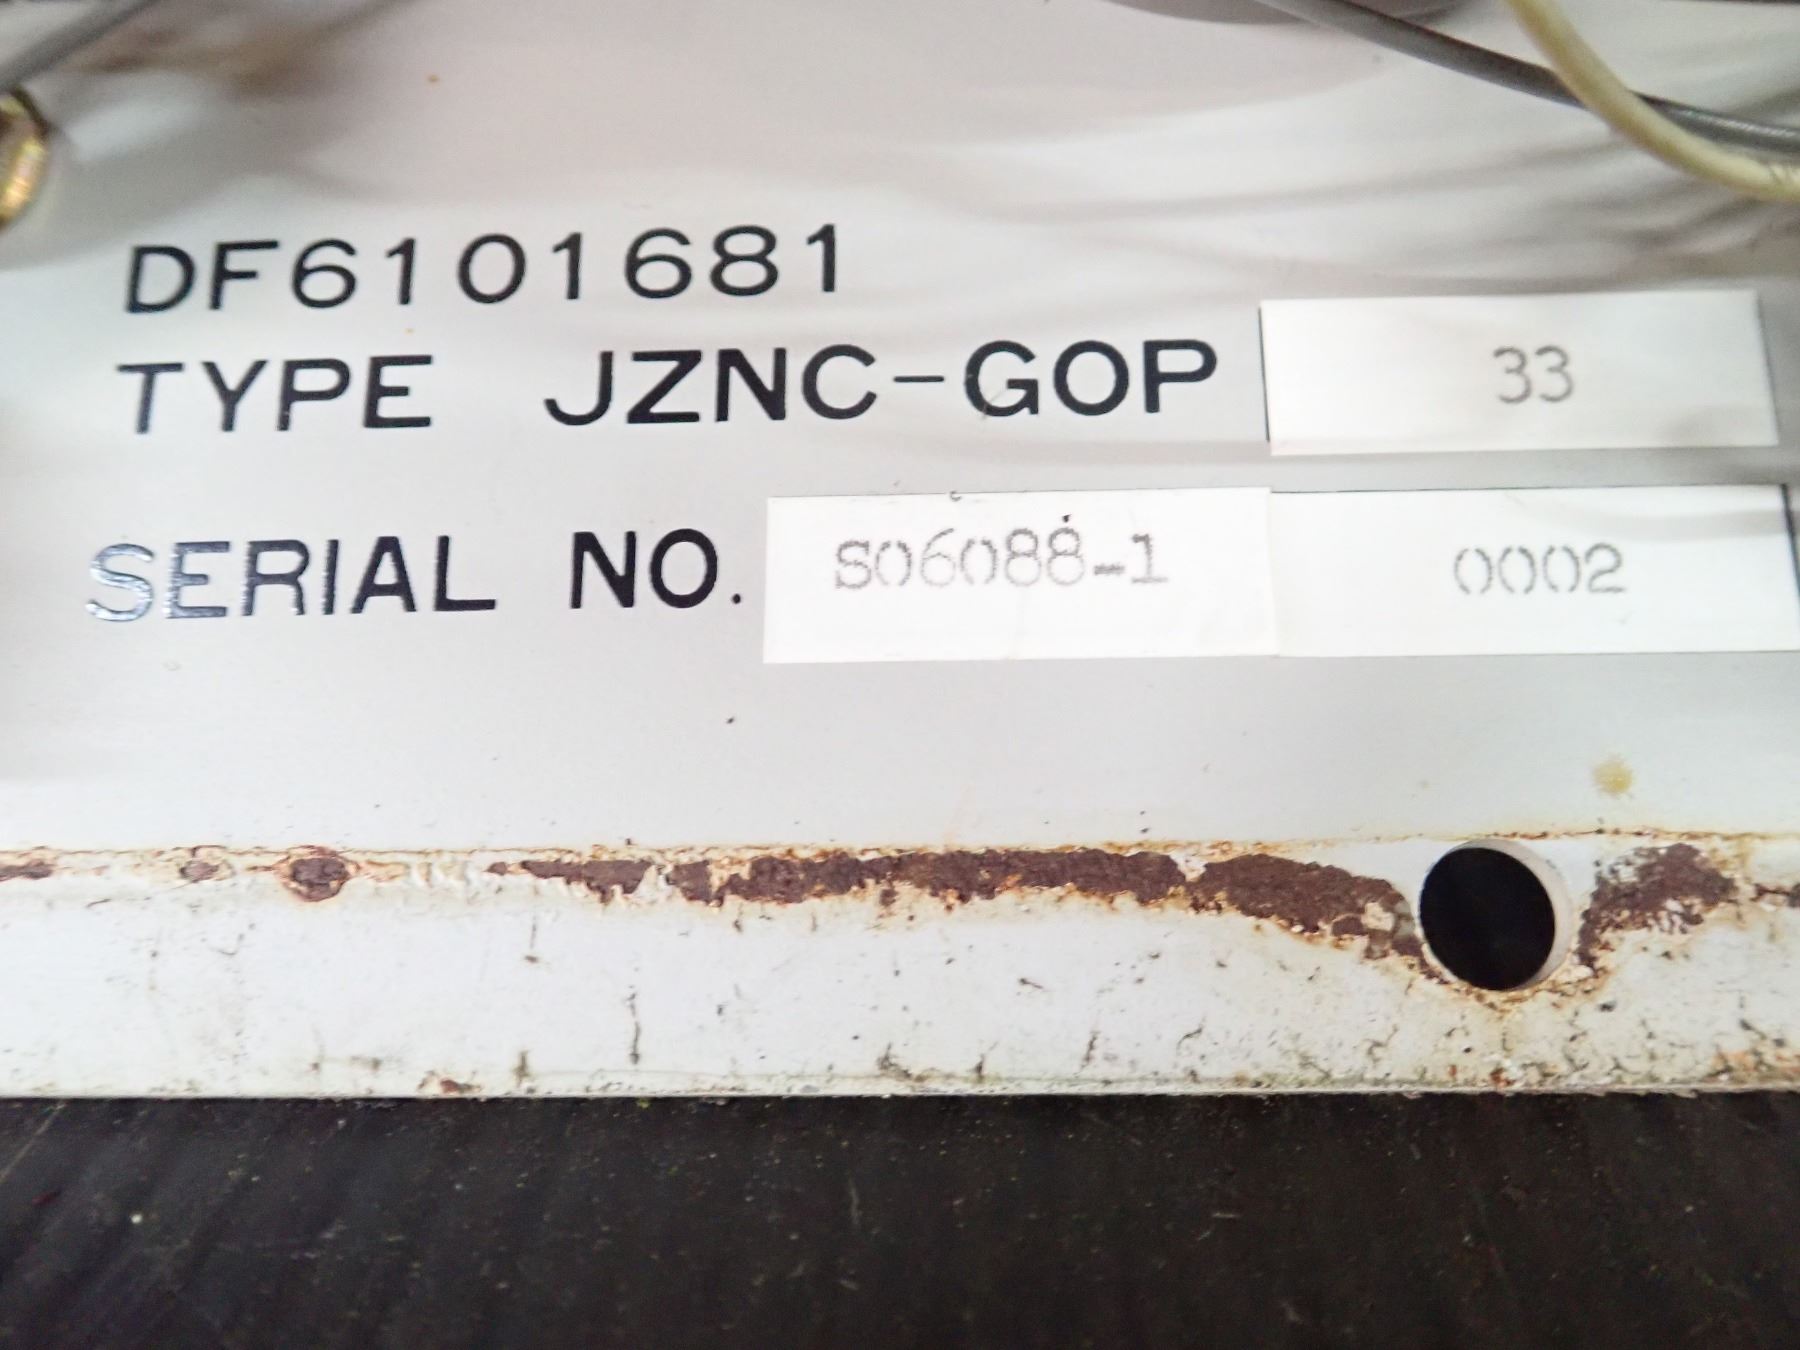 DF6101681
TYPE JZNC-GOP 33
SERIAL NO. S06088-1 0002